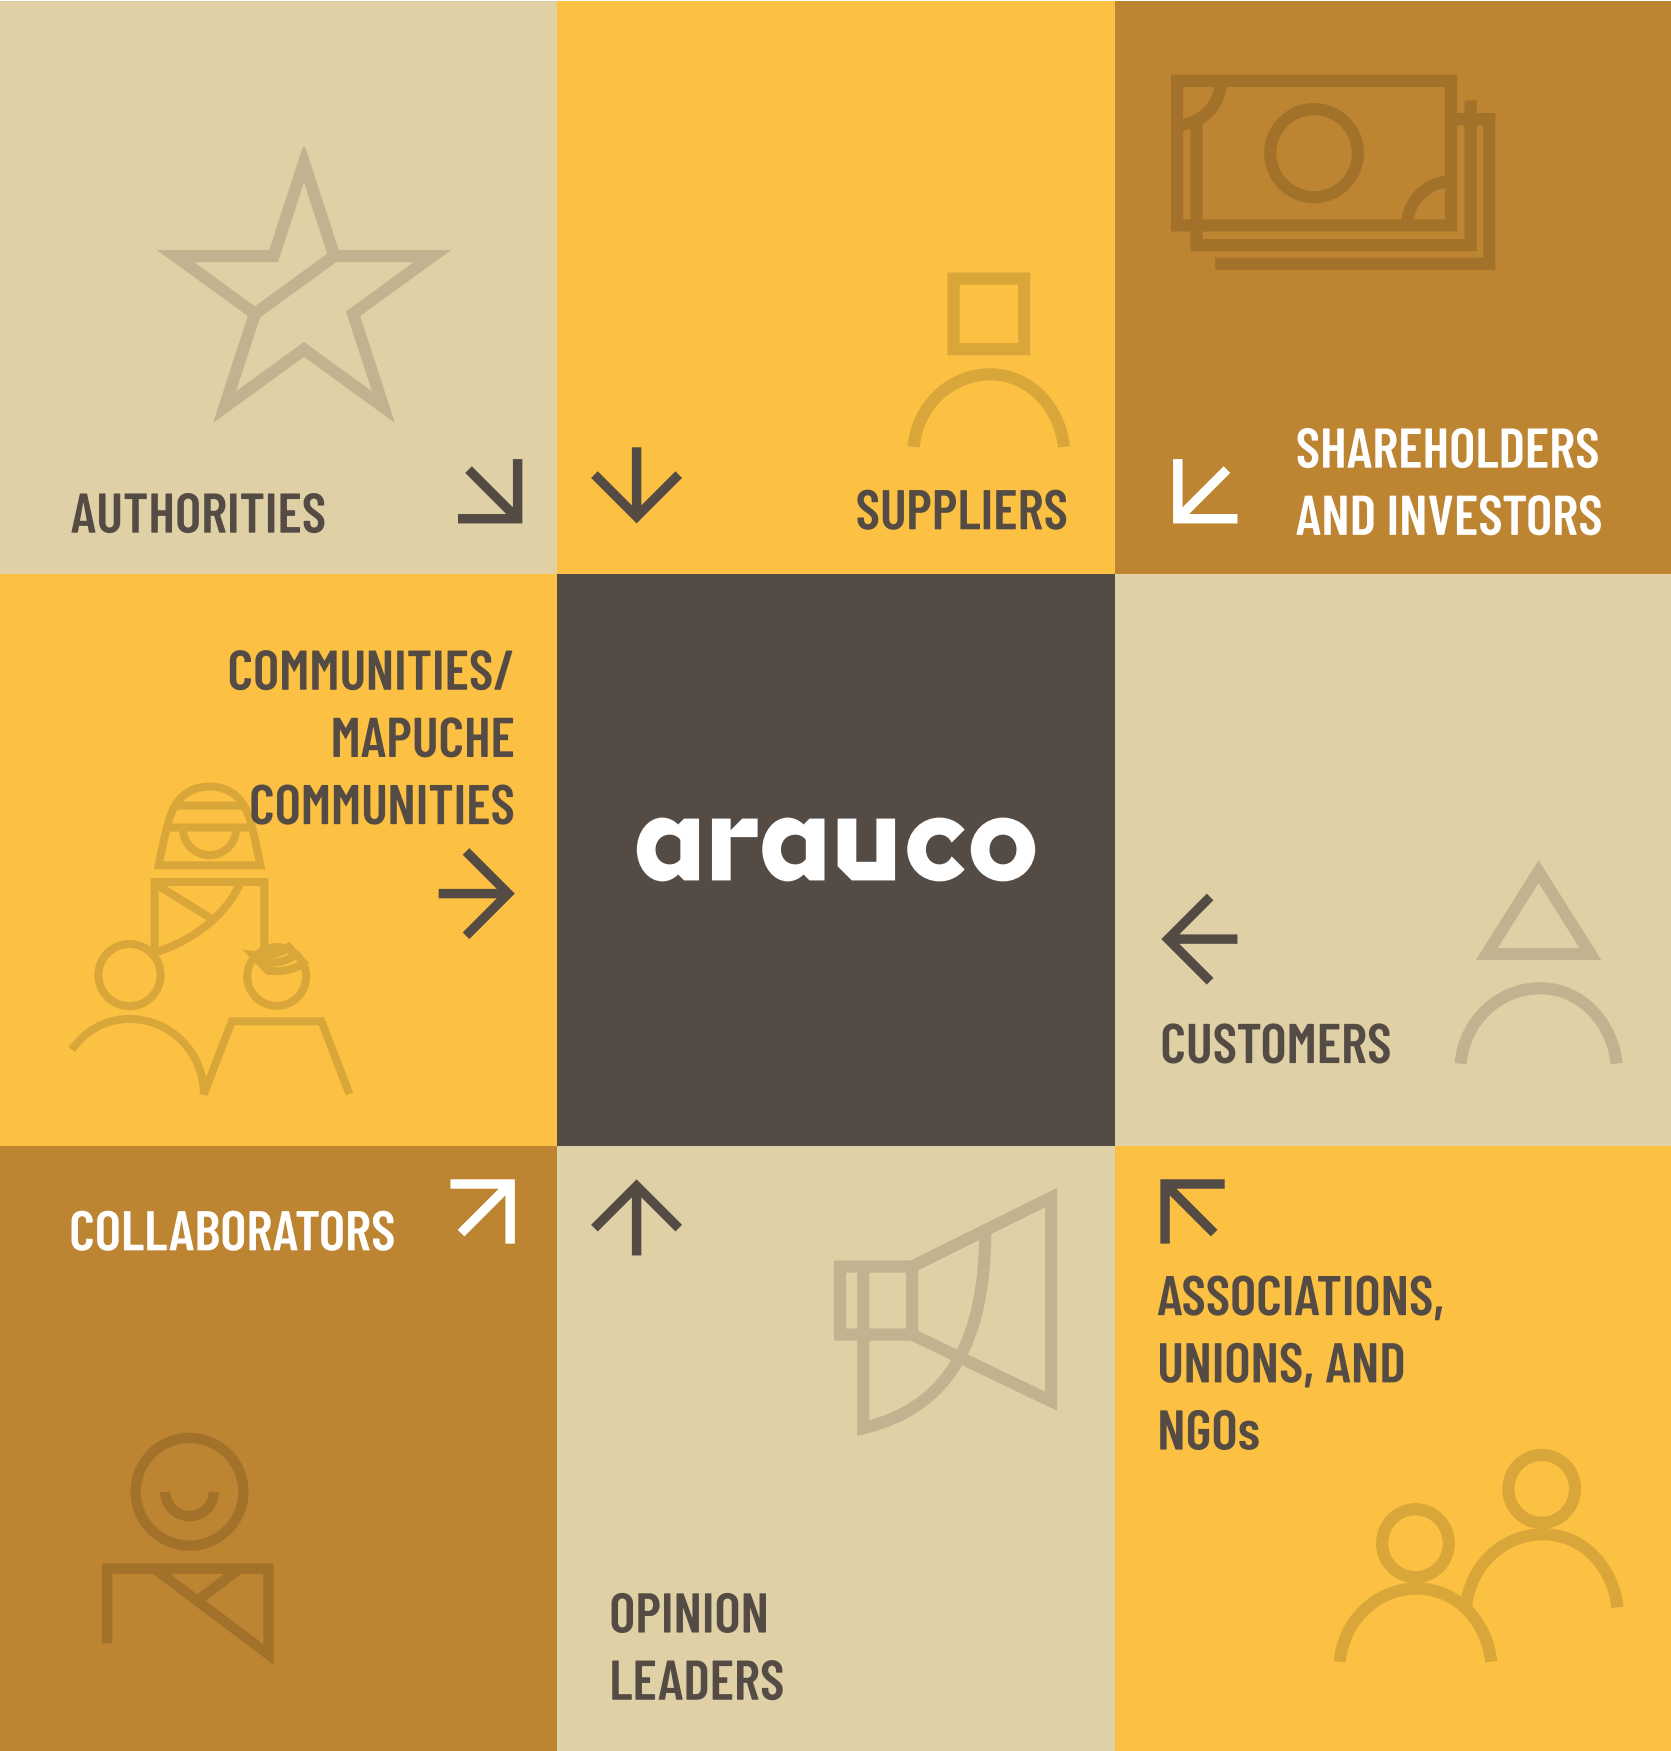 AUTHORITIES
SUPPLIERS
SHAREHOLDERS
AND INVESTORS
COMMUNITIES/
MAPUCHE
COMMUNITIES
arauco
CUSTOMERS
COLLABORATORS
OPINION
LEADERS
ASSOCIATIONS,
UNIONS, AND
NGOs